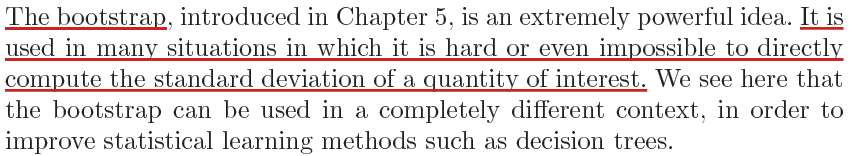 The bootstrap, introduced in Chapter 5, is an extremely powerful idea. It is
used in many situations in which it is hard or even impossible to directly
compute the standard deviation of a quantity of interest. We see here that
the bootstrap can be used in a completely different context, in order to
improve statistical learning methods such as decision trees.